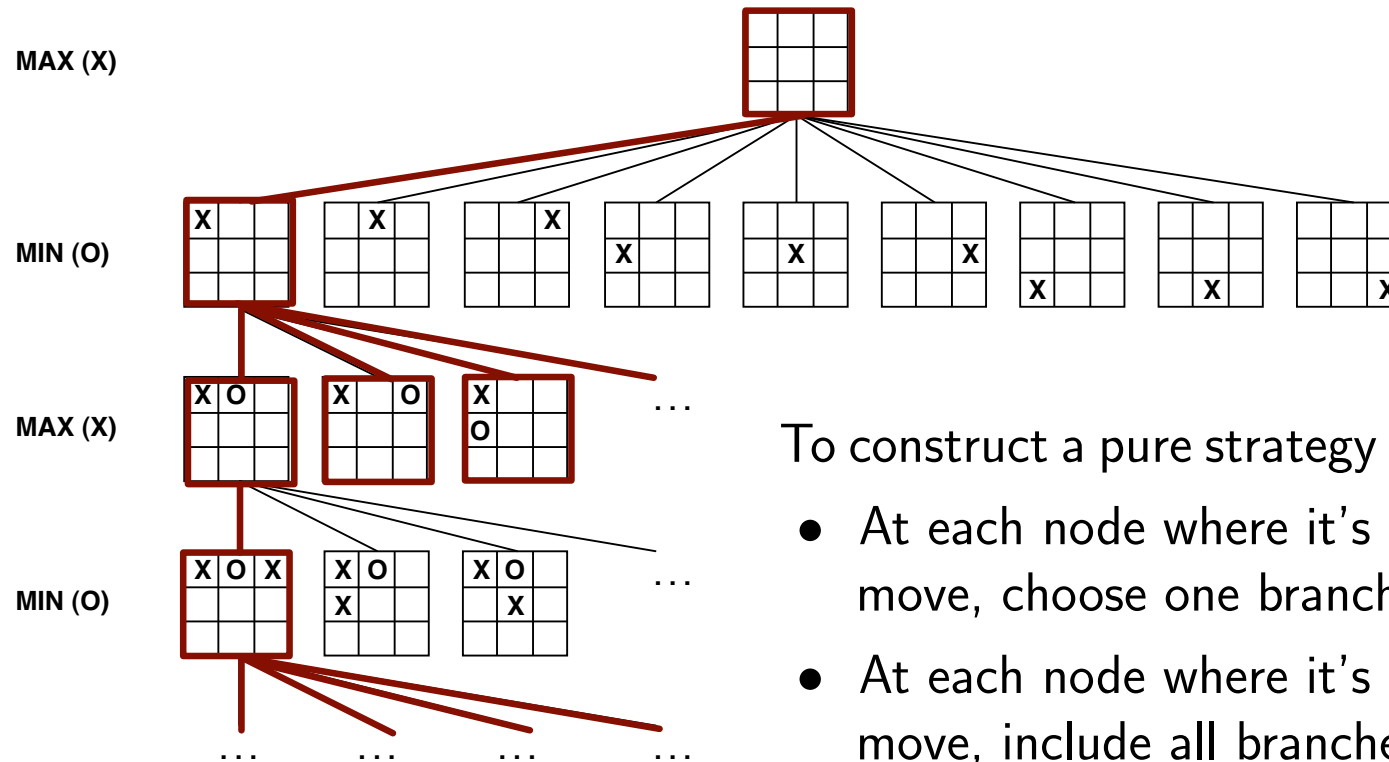 MAX (X)
X X X X X X X X X
MIN (O)
X O X O X
O
...
MAX (X)
To construct a pure strategy
• At each node where it's
move, choose one branch
X O X X O X O
X X
...
MIN (O)
• At each node where it's
move, include all branche
... ... ... ...